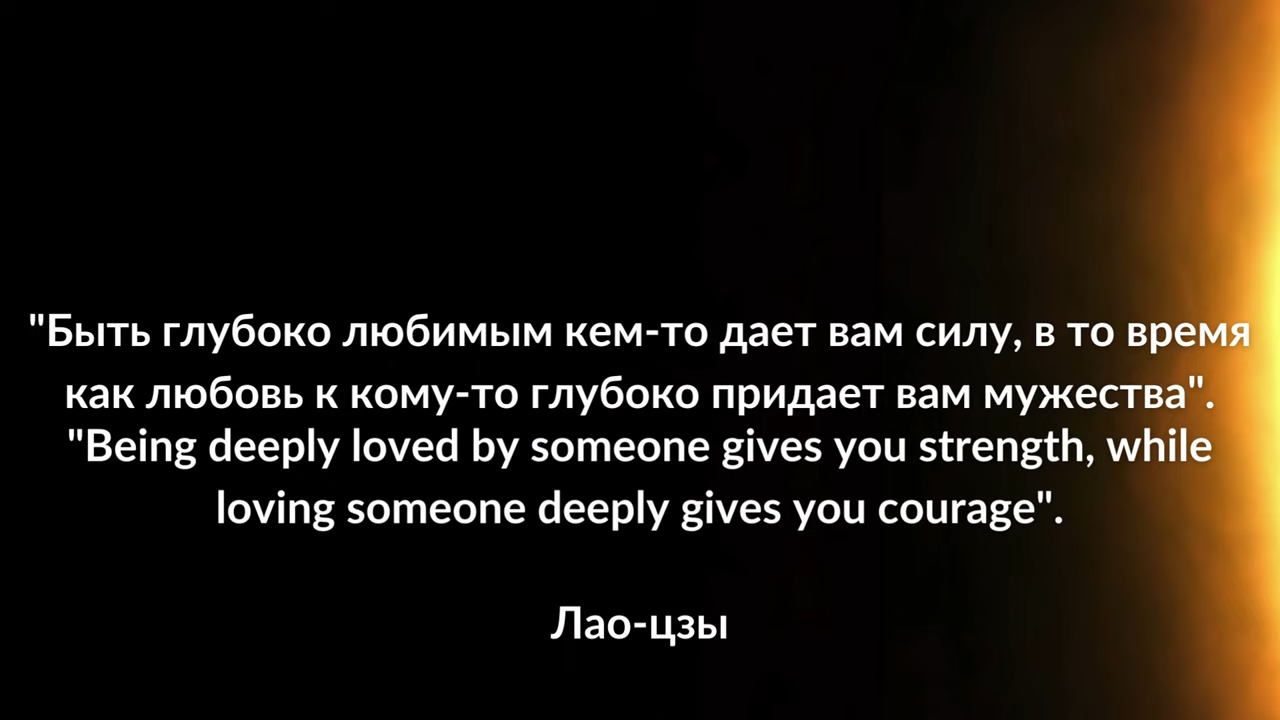 "Быть глубоко любимым кем-то дает вам силу, в то время
как любовь к кому-то глубоко придает вам мужества".
"Being deeply loved by someone gives you strength, while
loving someone deeply gives you courage".
Лао-цзы